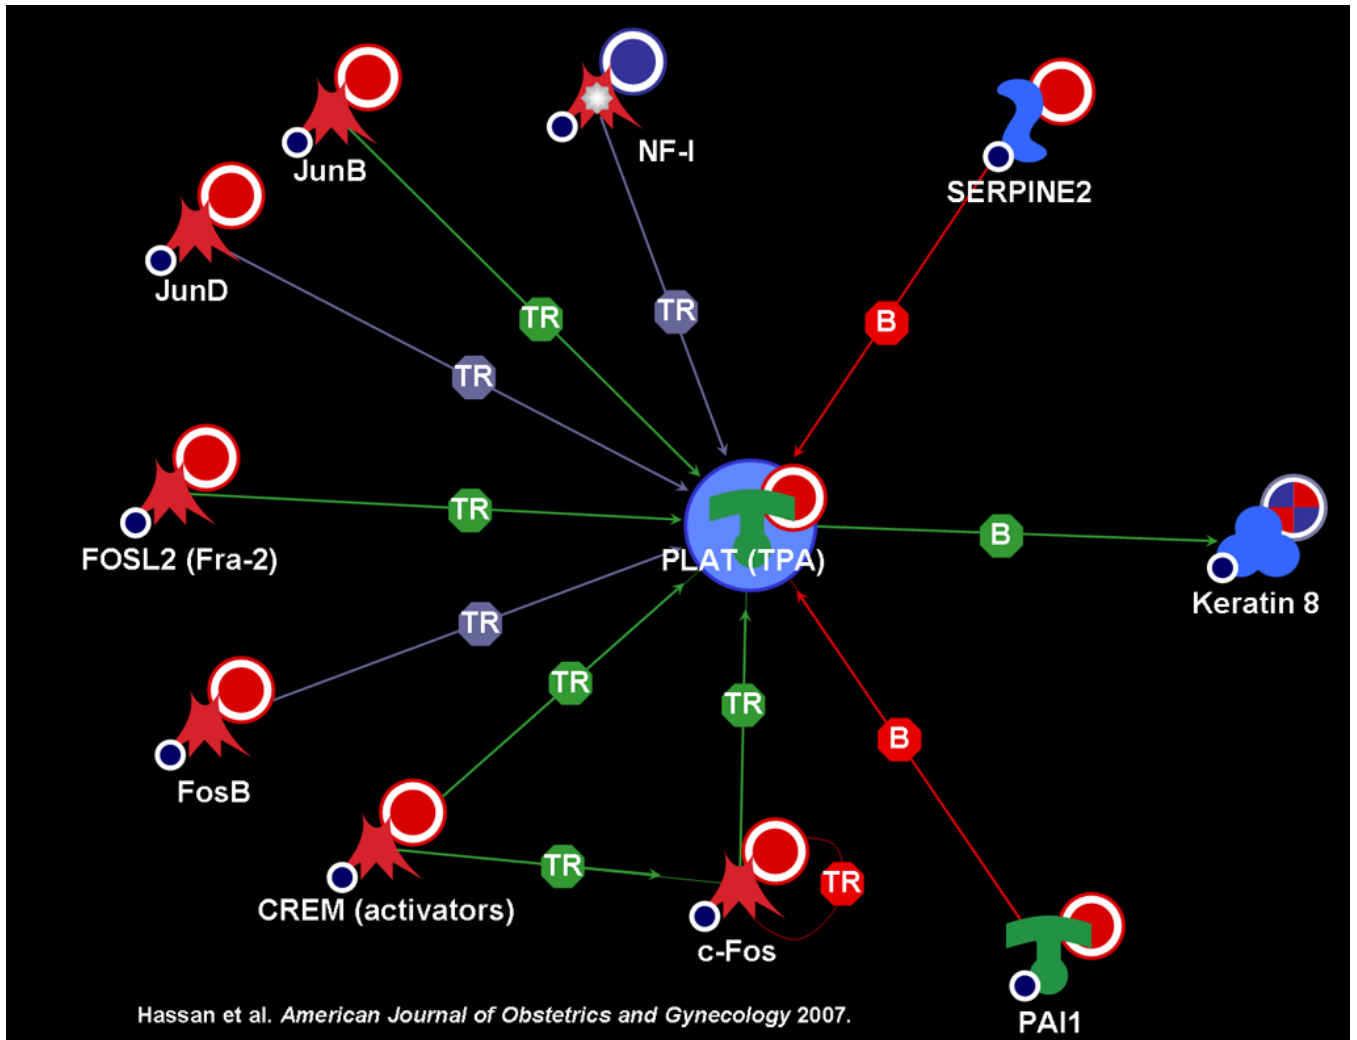 JunB
NF-I
SERPINE2
JunD
TR
TR
B
TR
FOSL2 (Fra-2)
TR
PLAT (TPA)
B
Keratin 8
TR
FosB
TR
TR
B
CREM (activators)
TR
TR
c-Fos
PAI1
Hassan et al. American Journal of Obstetrics and Gynecology 2007.